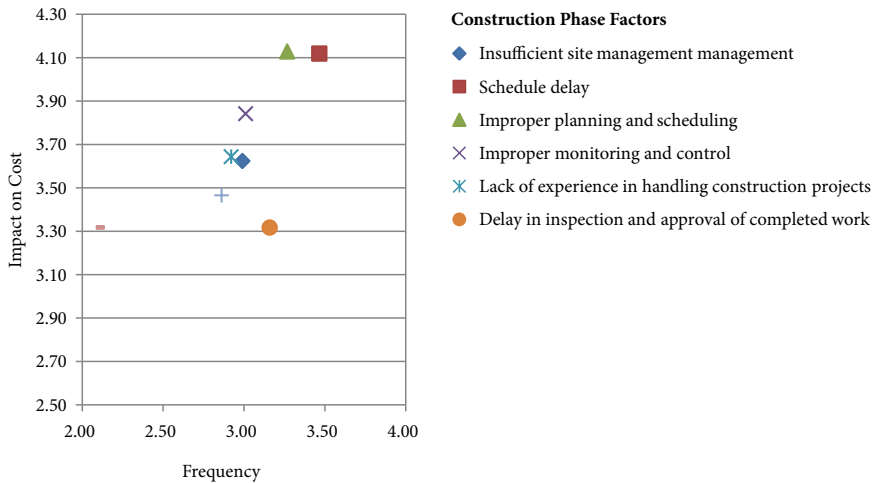 4.30
4.10
3.90
3.70
3.50
3.30
3.10
2.90
2.70
2.50
Impact on Cost
2.00 2.50 3.00 3.50 4.00
Frequency
Construction Phase Factors
Insufficient site management management
Schedule delay
Improper planning and scheduling
Improper monitoring and control
Lack of experience in handling construction projects
Delay in inspection and approval of completed work